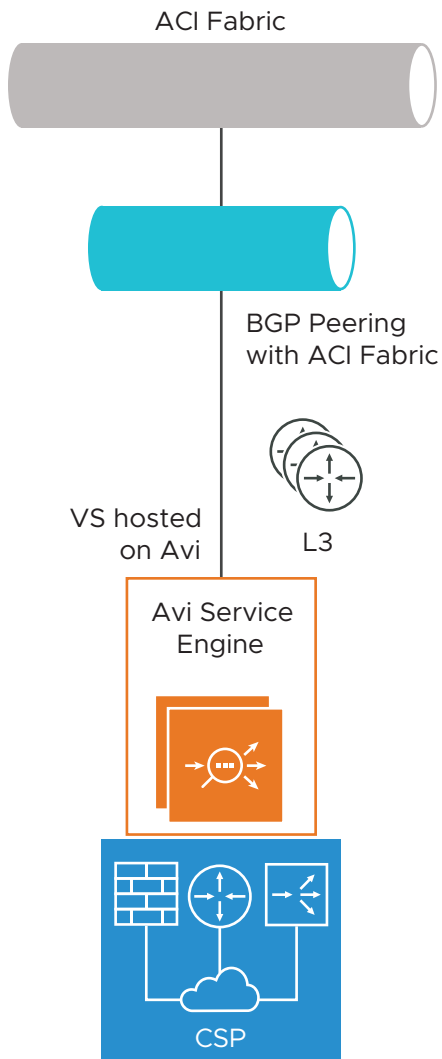 ACI Fabric
BGP Peering
with ACI Fabric
VS hosted
on Avi
L3
Avi Service
Engine
CSP